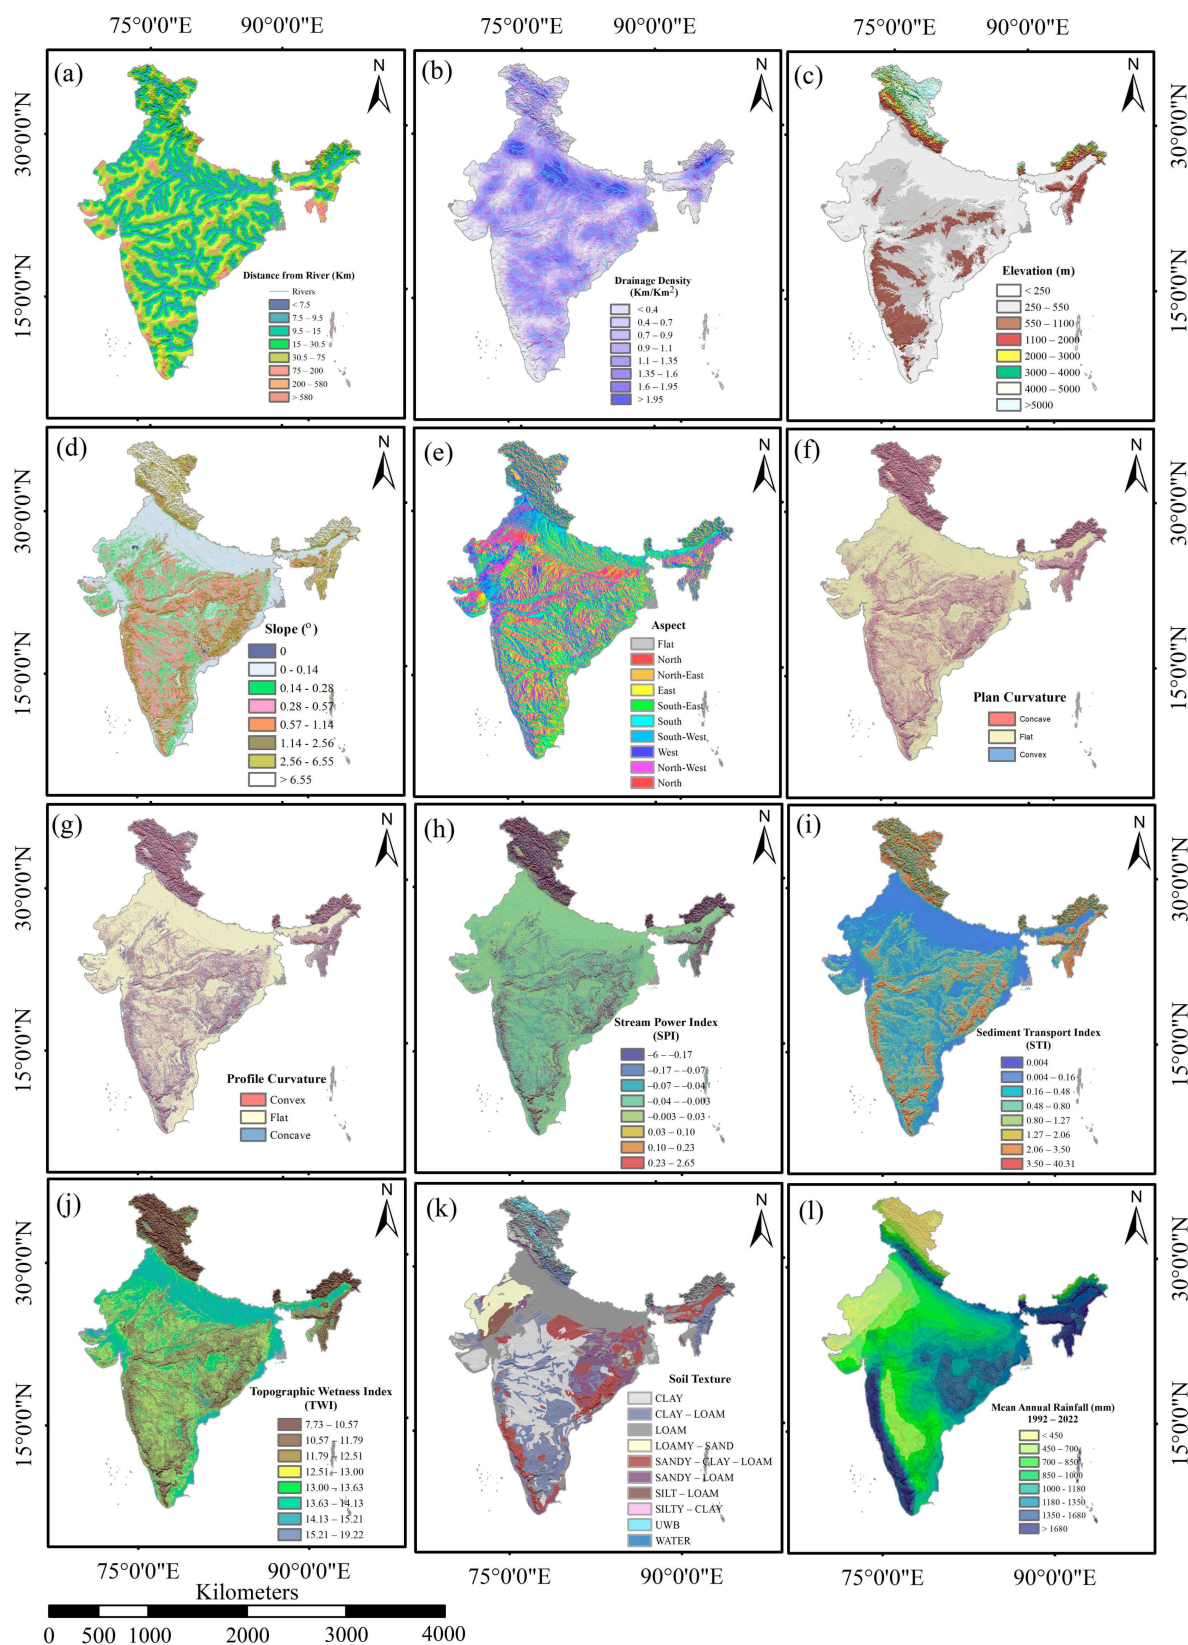 75°0'0"E 90°0'0"E 75°0'0"E 90°0'0"E 75°0'0"E 90°0'0"E
(a)
N
30°0'0"N
15°0'0"N
Distance from River (Km)
Rivers
< 7.5
7.5 – 9.5
9.5 – 15
15 – 30.5
30.5 – 75
75 – 200
200 – 580
> 580
(b)
N
Drainage Density
(Km/Km2)
< 0.4
0.4 – 0.7
0.7 – 0.9
0.9 – 1.1
1.1 – 1.35
1.35 – 1.6
1.6 – 1.95
> 1.95
(c)
N
30°0'0"N
15°0'0"N
Elevation (m)
< 250
250 – 550
550 – 1100
1100 – 2000
2000 – 3000
3000 – 4000
4000 – 5000
>5000
(d)
N
30°0'0"N
15°0'0"N
Slope (°)
0
0 - 0.14
0.14 - 0.28
0.28 - 0.57
0.57 - 1.14
1.14 - 2.56
2.56 - 6.55
> 6.55
(e)
N
Aspect
Flat
North
North-East
East
South-East
South
South-West
West
North-West
North
(f)
N
30°0'0"N
15°0'0"N
Plan Curvature
Concave
Flat
Convex
(g)
N
30°0'0"N
15°0'0"N
Profile Curvature
Convex
Flat
Concave
(h)
N
Stream Power Index
(SPI)
–6 – –0.17
–0.17 – –0.07
–0.07 – –0.04
–0.04 – –0.003
–0.003 – 0.03
0.03 – 0.10
0.10 – 0.23
0.23 – 2.65
(i)
N
30°0'0"N
15°0'0"N
Sediment Transport Index
(STI)
0.004
0.004 – 0.16
0.16 – 0.48
0.48 – 0.80
0.80 – 1.27
1.27 – 2.06
2.06 – 3.50
3.50 – 40.31
(j)
N
30°0'0"N
15°0'0"N
Topographic Wetness Index
(TWI)
7.73 – 10.57
10.57 – 11.79
11.79 – 12.51
12.51 – 13.00
13.00 – 13.63
13.63 – 14.13
14.13 – 15.21
15.21 – 19.22
(k)
N
Soil Texture
CLAY
CLAY – LOAM
LOAM
LOAMY – SAND
SANDY – CLAY – LOAM
SANDY – LOAM
SILT – LOAM
SILTY – CLAY
UWB
WATER
(l)
N
30°0'0"N
15°0'0"N
Mean Annual Rainfall (mm)
1992 – 2022
< 450
450 - 700
700 – 850
850 – 1000
1000 - 1180
1180 - 1350
1350 - 1680
> 1680
75°0'0"E 90°0'0"E 75°0'0"E 90°0'0"E 75°0'0"E 90°0'0"E
Kilometers
0 500 1000 2000 3000 4000